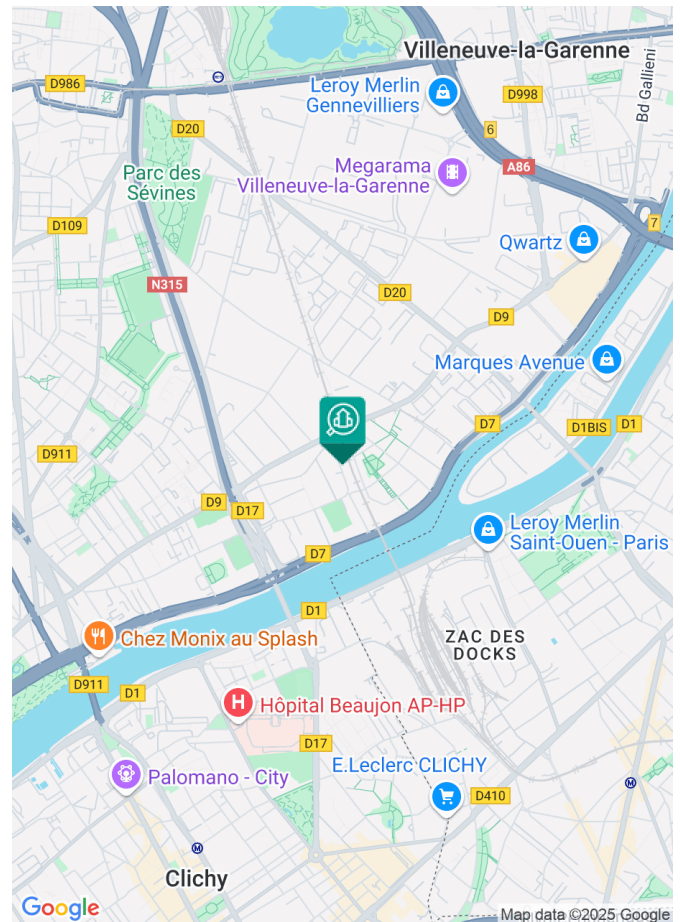 Villeneuve-la-Garenne
Leroy Merlin
Gennevilliers
Bd Gallieni
D986
D998
D20
6
Parc des
Sévines
Megarama
Villeneuve-la-Garenne
A86
D109
7
Qwartz
N315
D20
D9
Marques Avenue
D7
D1BIS
D1
D911
D9
D17
Leroy Merlin
Saint-Ouen - Paris
D7
D1
Chez Monix au Splash
ZAC DES
DOCKS
D911
D1
H
Hôpital Beaujon AP-HP
D17
E.Leclerc CLICHY
Palomano - City
D410
M
M
Clichy
Google
Map data ©2025 Google